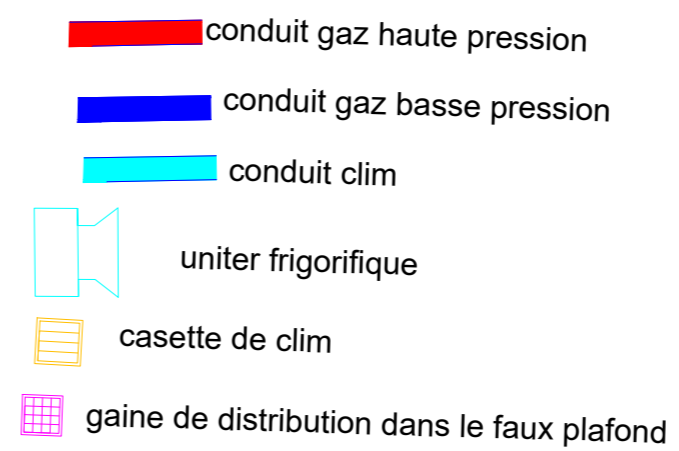 conduit gaz haute pression
conduit gaz basse pression
conduit clim
uniter frigorifique
casette de clim
gaine de distribution dans le faux plafond